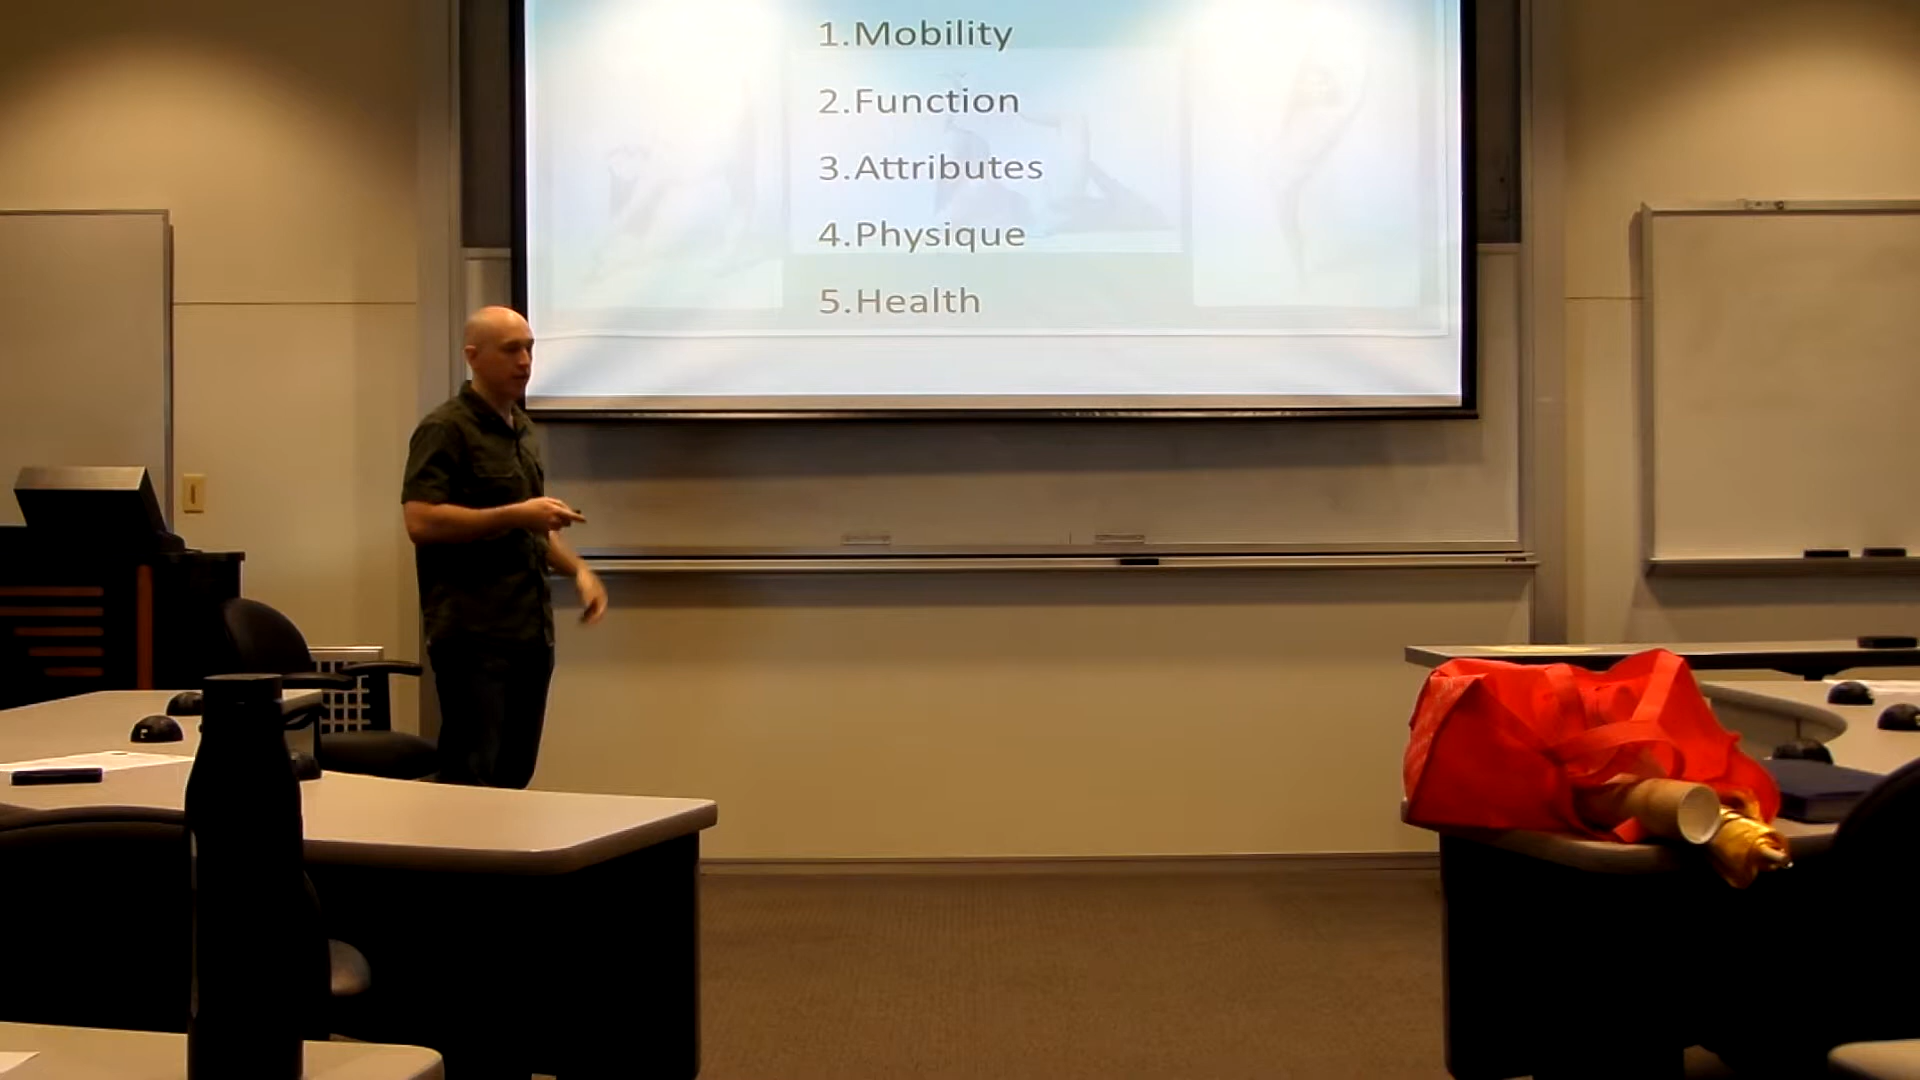 1.Mobility
2.Function
3.Attributes
4.Physique
5.Health